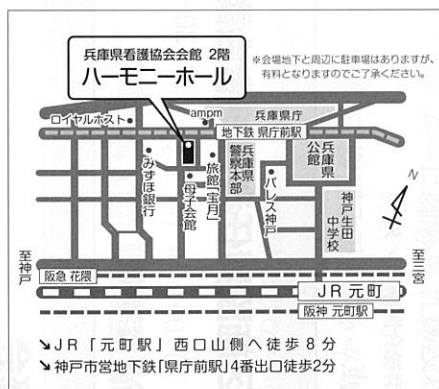 兵庫県看護協会会館 2階
ハーモニーホール
※会場地下と周辺に駐車場はありますが、
有料となりますのでご了承ください。
ampm
兵庫県庁
ロイヤルホスト
地下鉄 県庁前駅
みずほ銀行
母子会館
旅館「宝月」
兵庫県
警察本部
パレス神戸
兵庫県
公館
神戸生田
中学校
至神戸
至三宮
阪急 花隈
JR 元町
阪神 元町駅
↘JR「元町駅」西口山側へ徒歩8分
↘神戸市営地下鉄「県庁前駅」4番出口徒歩2分